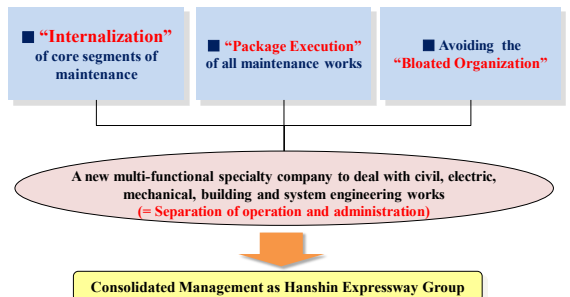 ■ “Internalization”
of core segments of
maintenance
■ “Package Execution”
of all maintenance works
■ Avoiding the
“Bloated Organization”
A new multi-functional specialty company to deal with civil, electric,
mechanical, building and system engineering works
(= Separation of operation and administration)
Consolidated Management as Hanshin Expressway Group